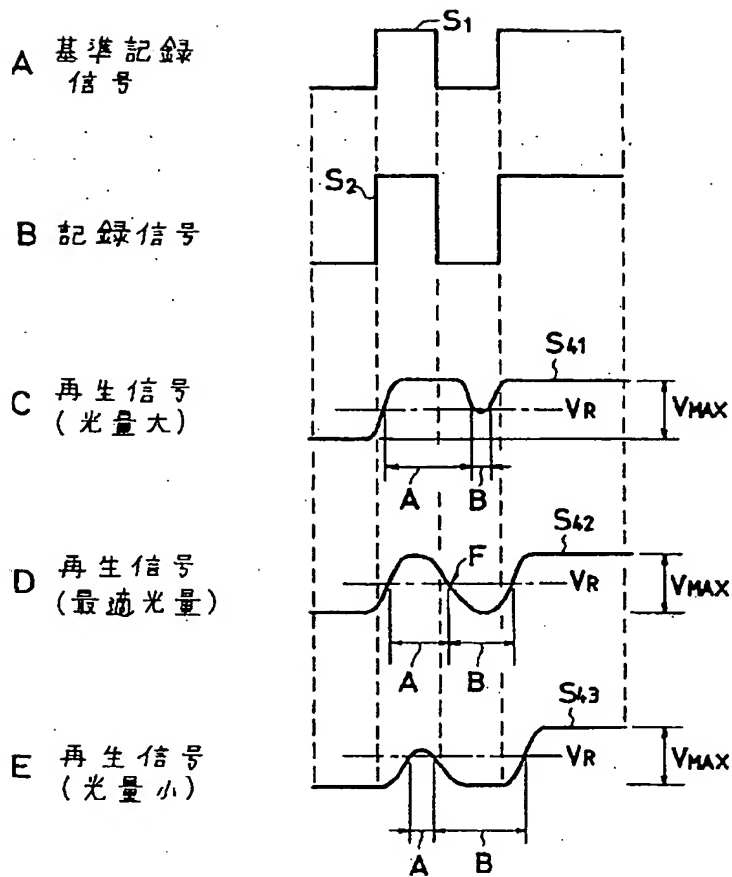 S1
A 基準記録
信号
S2
B 記録信号
S41
C 再生信号
(光量大)
VR
VMAX
A B
S42
D 再生信号
(最適光量)
F
VR
VMAX
A B
S43
E 再生信号
(光量小)
VR
VMAX
A B